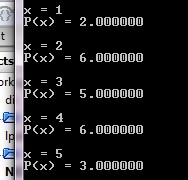 x = 1
P(x) = 2.000000
x = 2
P(x) = 6.000000
x = 3
P(x) = 5.000000
x = 4
P(x) = 6.000000
x = 5
P(x) = 3.000000